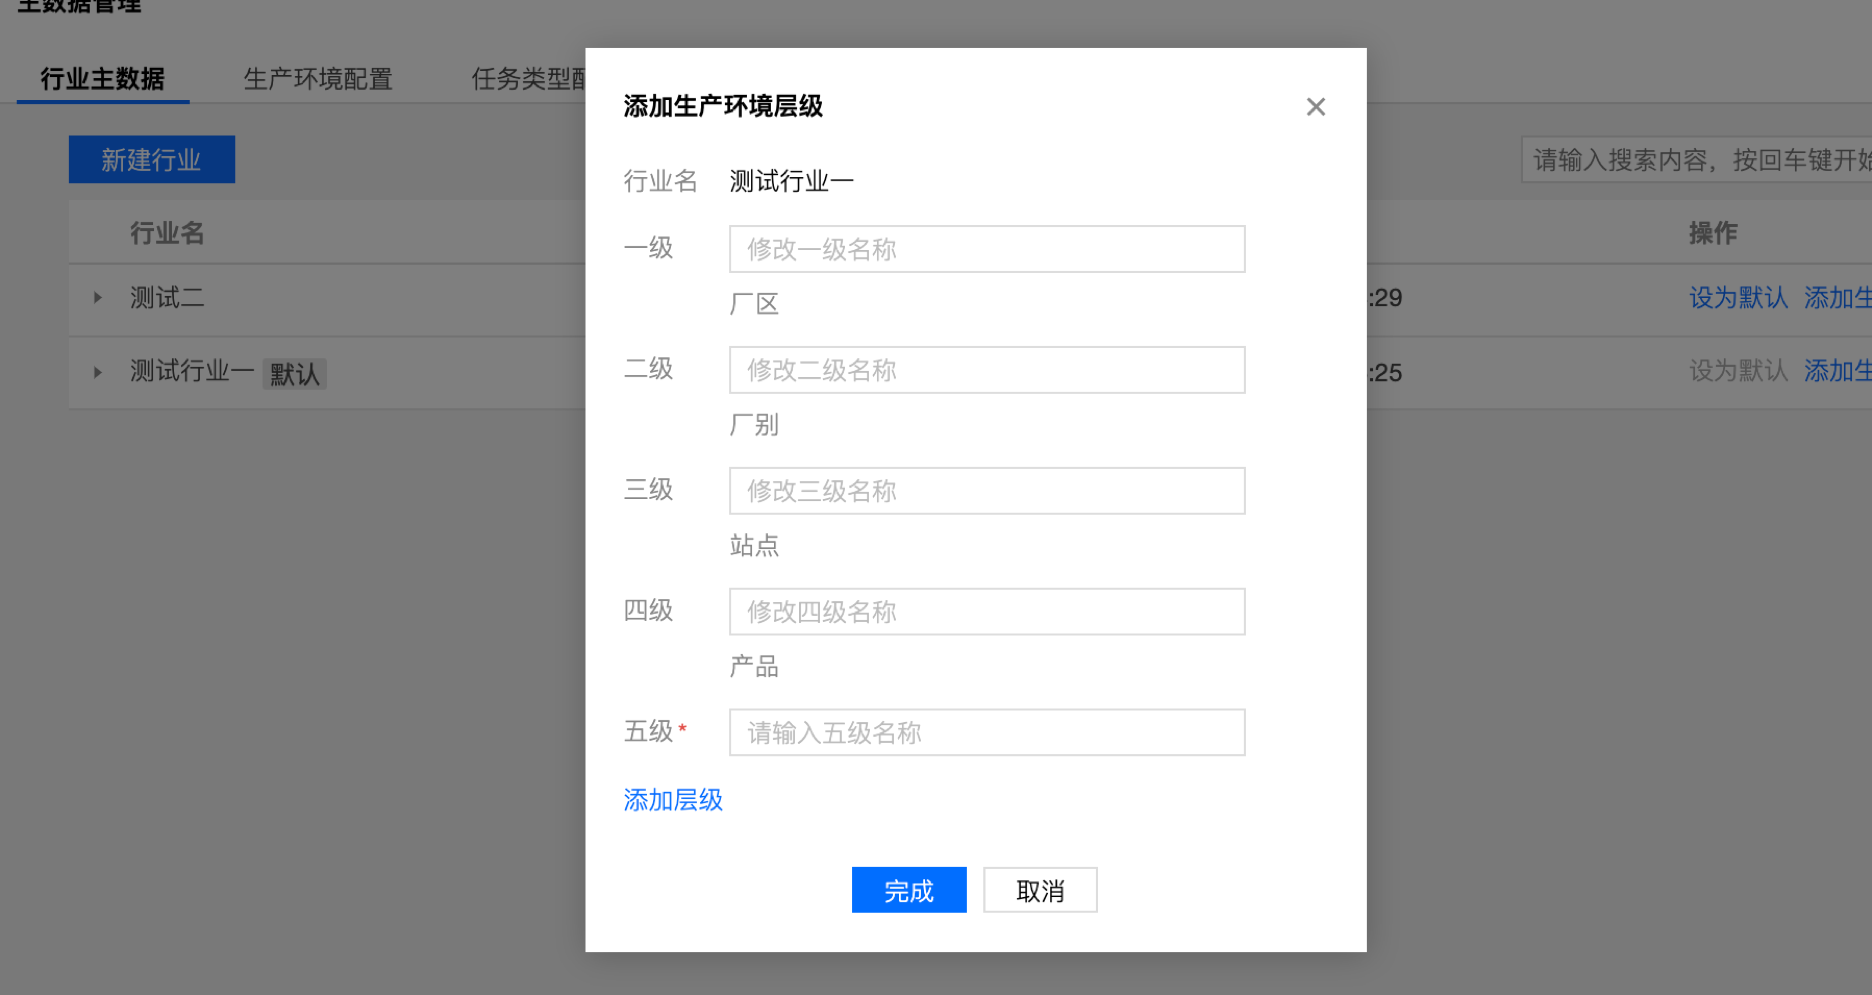 主数据管理
行业主数据 生产环境配置 任务类型配
新建行业
请输入搜索内容，按回车键开始
行业名 操作
测试二 :29 设为默认 添加生
测试行业一 默认 :25 设为默认 添加生
添加生产环境层级
行业名 测试行业一
一级 修改一级名称
厂区
二级 修改二级名称
厂别
三级 修改三级名称
站点
四级 修改四级名称
产品
五级* 请输入五级名称
添加层级
完成 取消